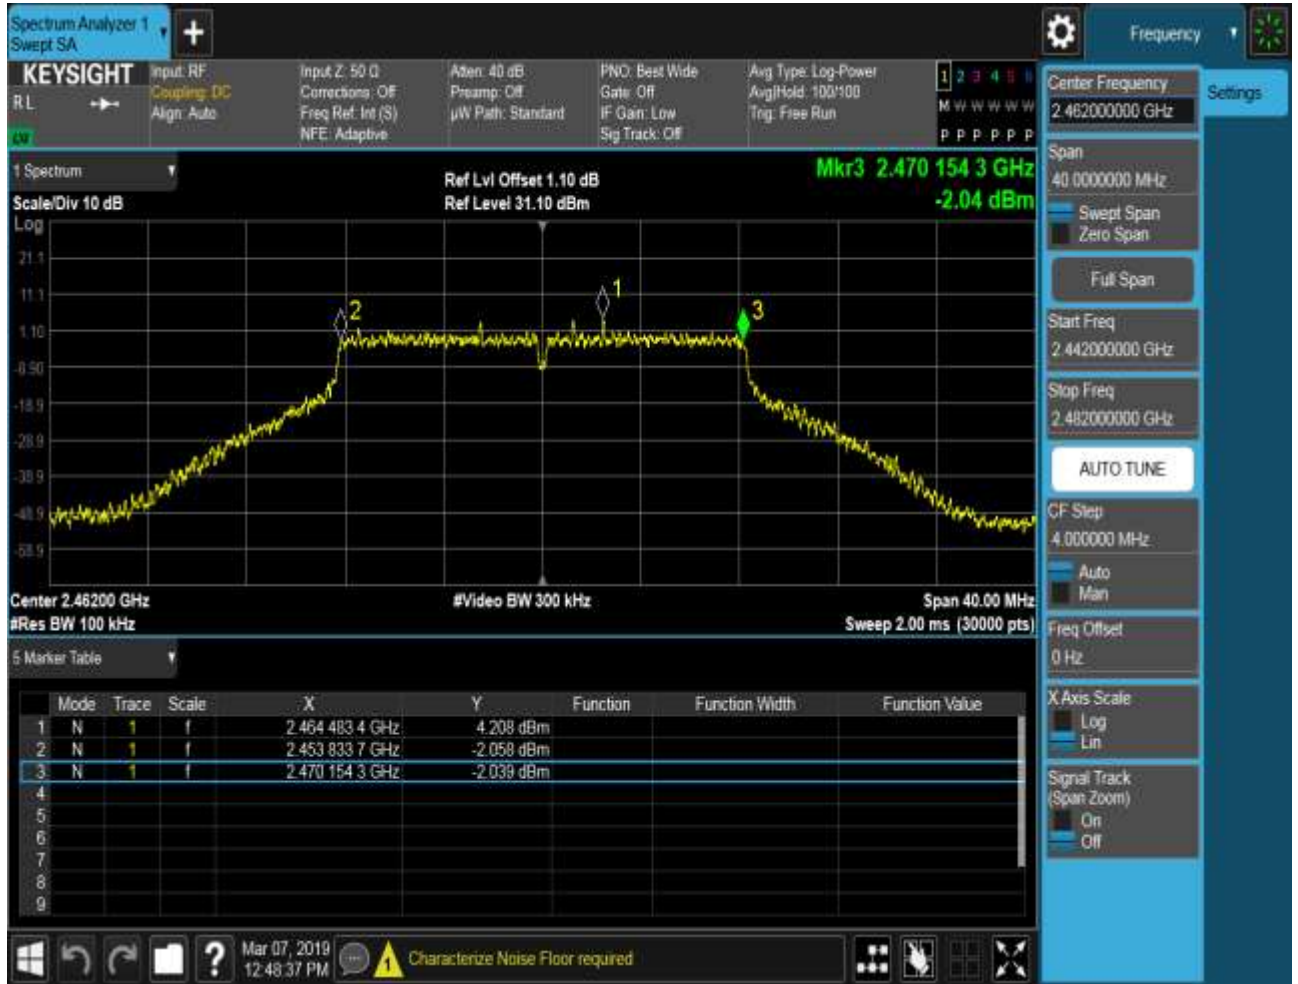 Spectrum Analyzer 1
Swept SA
+
Frequency
KEYSIGHT
RL
Input: RF
Coupling: DC
Align: Auto
Input Z: 50 Ω
Corrections: Off
Freq Ref: Int (S)
NFE: Adaptive
Atten: 40 dB
Preamp: Off
µW Path: Standard
PNO: Best Wide
Gate: Off
IF Gain: Low
Sig Track: Off
Avg Type: Log-Power
Avg|Hold: 100/100
Trig: Free Run
1 2 3 4 5 6
M W W W W W
P P P P P P
1 Spectrum
Scale/Div 10 dB
Ref Lvl Offset 1.10 dB
Ref Level 31.10 dBm
Mkr3 2.470 154 3 GHz
-2.04 dBm
Log
21.1
11.1
1.10
-8.90
-18.9
-28.9
-38.9
-48.9
-58.9
1
2
3
Center 2.46200 GHz
#Res BW 100 kHz
#Video BW 300 kHz
Span 40.00 MHz
Sweep 2.00 ms (30000 pts)
5 Marker Table
Mode Trace Scale X Y Function Function Width Function Value
1 N 1 f 2.464 483 4 GHz 4.208 dBm
2 N 1 f 2.453 833 7 GHz -2.058 dBm
3 N 1 f 2.470 154 3 GHz -2.039 dBm
4
5
6
7
8
9
Mar 07, 2019
12:48:37 PM
?
1
Characterize Noise Floor required
Center Frequency
2.462000000 GHz
Settings
Span
40.0000000 MHz
Swept Span
Zero Span
Full Span
Start Freq
2.442000000 GHz
Stop Freq
2.482000000 GHz
AUTO TUNE
CF Step
4.000000 MHz
Auto
Man
Freq Offset
0 Hz
X Axis Scale
Log
Lin
Signal Track
(Span Zoom)
On
Off